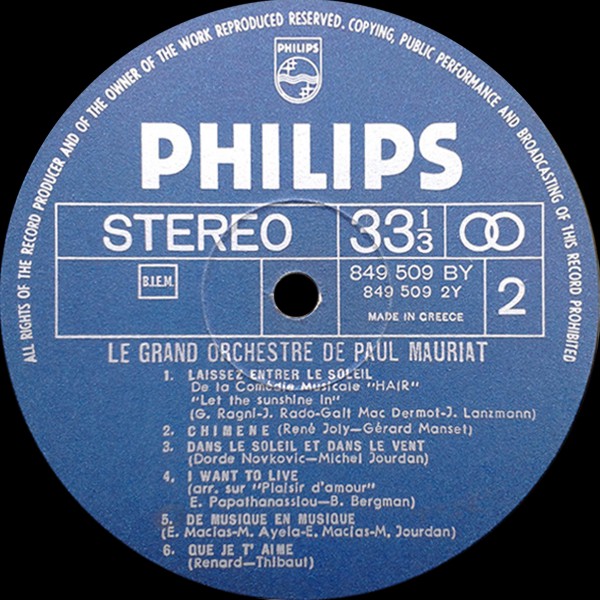 ALL RIGHTS OF THE RECORD PRODUCER AND OF THE OWNER OF THE WORK REPRODUCED RESERVED. COPYING, PUBLIC PERFORMANCE AND BROADCASTING OF THIS RECORD PROHIBITED
PHILIPS
PHILIPS
STEREO 33 1/3
B.I.E.M. 849 509 BY 2
849 509 2Y
MADE IN GREECE
LE GRAND ORCHESTRE DE PAUL MAURIAT
1. LAISSEZ ENTRER LE SOLEIL
De la Comédie Musicale "HAIR"
"Let the sunshine in"
(G. Ragni-J. Rado-Galt Mac Dermot-J. Lanzmann)
2. CHIMENE (René Joly-Gérard Manset)
3. DANS LE SOLEIL ET DANS LE VENT
(Dorde Novkovic-Michel Jourdan)
4. I WANT TO LIVE
(arr. sur "Plaisir d'amour"
E. Papathanassiou-B. Bergman)
5. DE MUSIQUE EN MUSIQUE
(E. Macias-M. Ayela-E. Macias-M. Jourdan)
6. QUE JE T' AIME
(Renard-Thibaut)